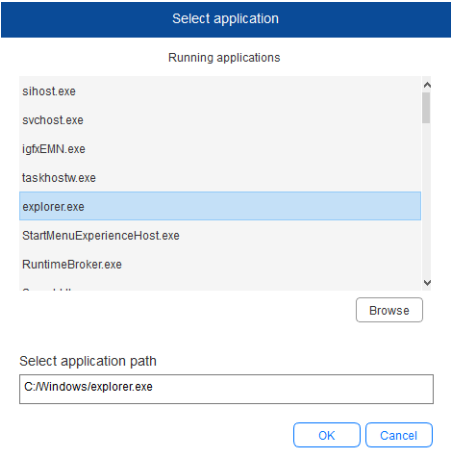 Select application
Running applications
sihost.exe
svchost.exe
igfxEMN.exe
taskhostw.exe
explorer.exe
StartMenuExperienceHost.exe
RuntimeBroker.exe
Browse
Select application path
C:/Windows/explorer.exe
OK
Cancel